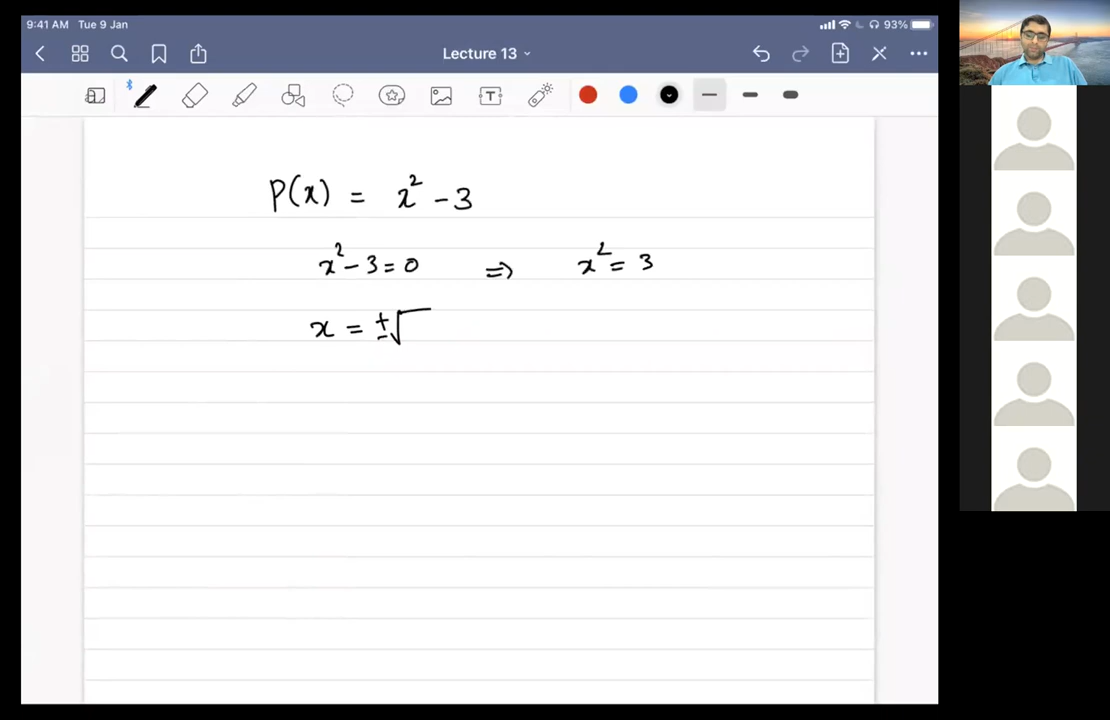 9:41 AM Tue 9 Jan 93%
Lecture 13
T
P(x) = x² - 3
x² - 3 = 0 ⇒ x² = 3
x = ±√